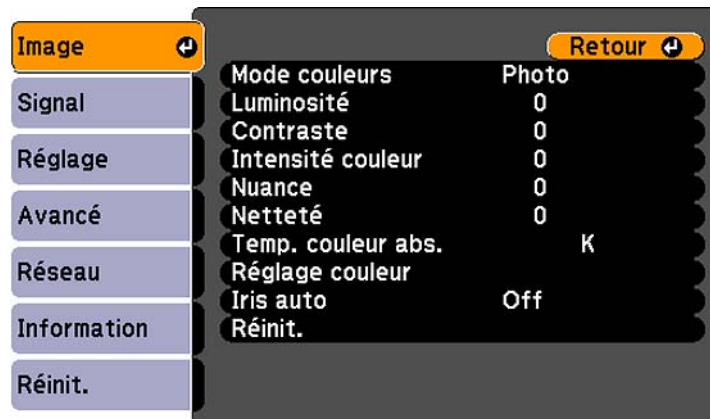 Image
Signal
Réglage
Avancé
Réseau
Information
Réinit.
Retour
Mode couleurs Photo
Luminosité 0
Contraste 0
Intensité couleur 0
Nuance 0
Netteté 0
Temp. couleur abs. K
Réglage couleur
Iris auto Off
Réinit.